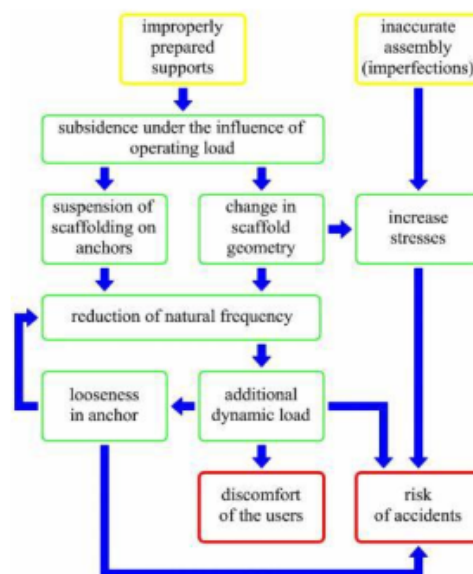 improperly
prepared
supports
inaccurate
assembly
(imperfections)
subsidence under the influence of
operating load
suspension of
scaffolding on
anchors
change in
scaffold
geometry
increase
stresses
reduction of natural frequency
looseness
in anchor
additional
dynamic load
discomfort
of the users
risk
of accidents